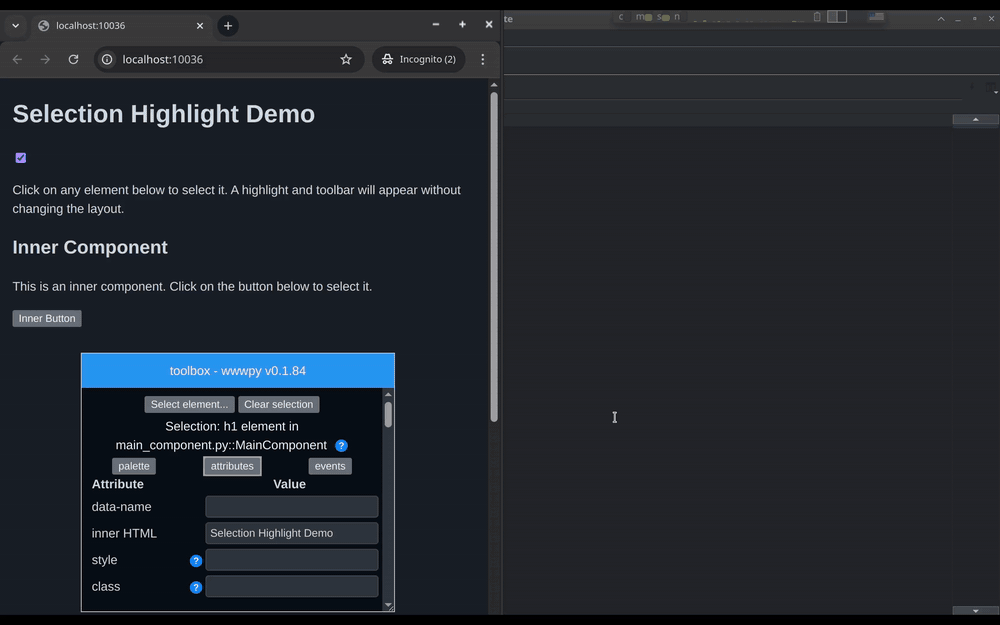 localhost:10036
te
localhost:10036
Incognito (2)
Selection Highlight Demo
Click on any element below to select it. A highlight and toolbar will appear without
changing the layout.
Inner Component
This is an inner component. Click on the button below to select it.
Inner Button
toolbox - wwwpy v0.1.84
Select element... Clear selection
Selection: h1 element in
main_component.py::MainComponent ?
palette attributes events
Attribute Value
data-name
inner HTML Selection Highlight Demo
style ?
class ?